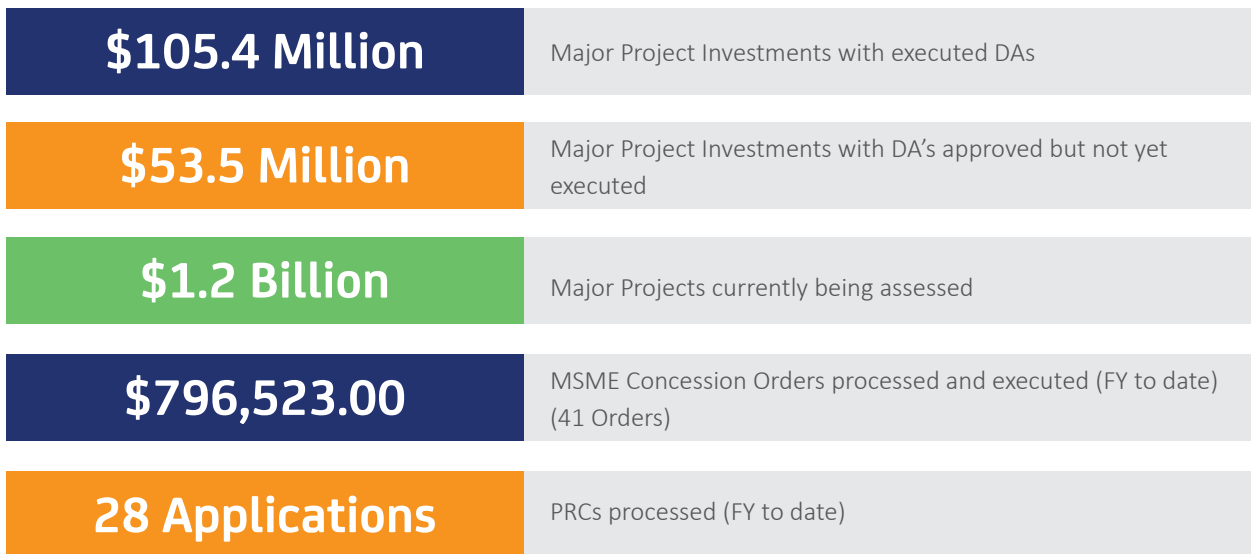 $105.4 Million
Major Project Investments with executed DAs
$53.5 Million
Major Project Investments with DA’s approved but not yet
executed
$1.2 Billion
Major Projects currently being assessed
$796,523.00
MSME Concession Orders processed and executed (FY to date)
(41 Orders)
28 Applications
PRCs processed (FY to date)